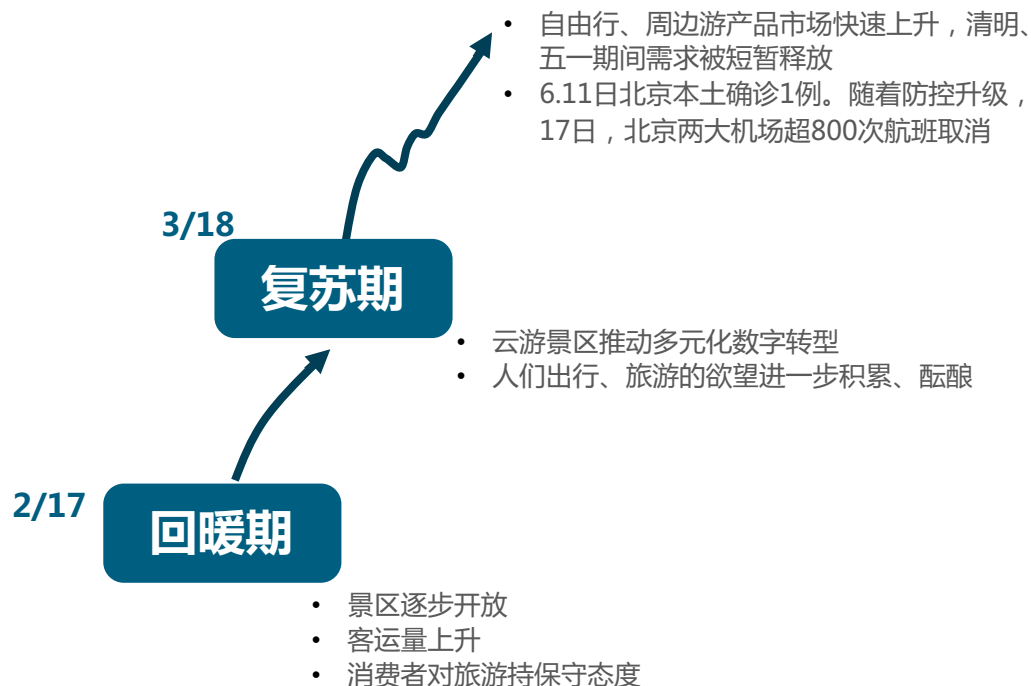 • 自由行、周边游产品市场快速上升，清明、
五一期间需求被短暂释放
• 6.11日北京本土确诊1例。随着防控升级，
17日，北京两大机场超800次航班取消
3/18
复苏期
• 云游景区推动多元化数字转型
• 人们出行、旅游的欲望进一步积累、酝酿
2/17
回暖期
• 景区逐步开放
• 客运量上升
• 消费者对旅游持保守态度